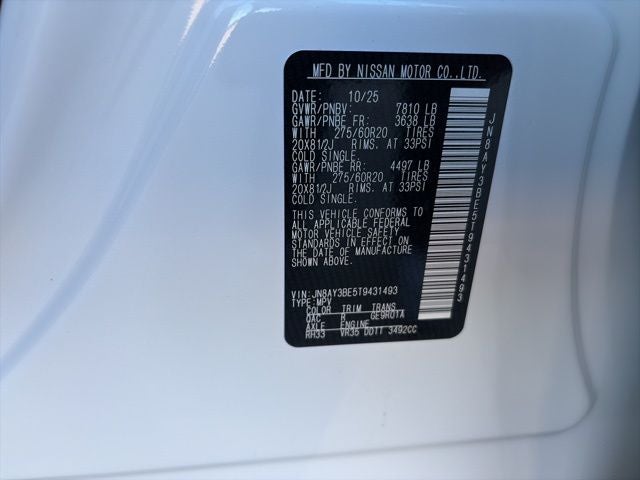 MFD BY NISSAN MOTOR CO.,LTD.
DATE: 10/25
GVWR/PNBV: 7810 LB
GAWR/PNBE FR: 3638 LB
WITH 275/60R20 TIRES
20X81/2J RIMS. AT 33PSI
COLD SINGLE.
GAWR/PNBE RR: 4497 LB
WITH 275/60R20 TIRES
20X81/2J RIMS. AT 33PSI
COLD SINGLE.
THIS VEHICLE CONFORMS TO
ALL APPLICABLE FEDERAL
MOTOR VEHICLE SAFETY
STANDARDS IN EFFECT ON
THE DATE OF MANUFACTURE
SHOWN ABOVE.
VIN:JN8AY3BE5T9431493
TYPE:MPV
COLOR TRIM TRANS
QAC R GE9R01A
AXLE ENGINE
RH33 VR35 DDTT 3492CC
JN8AY3BE5T9431493